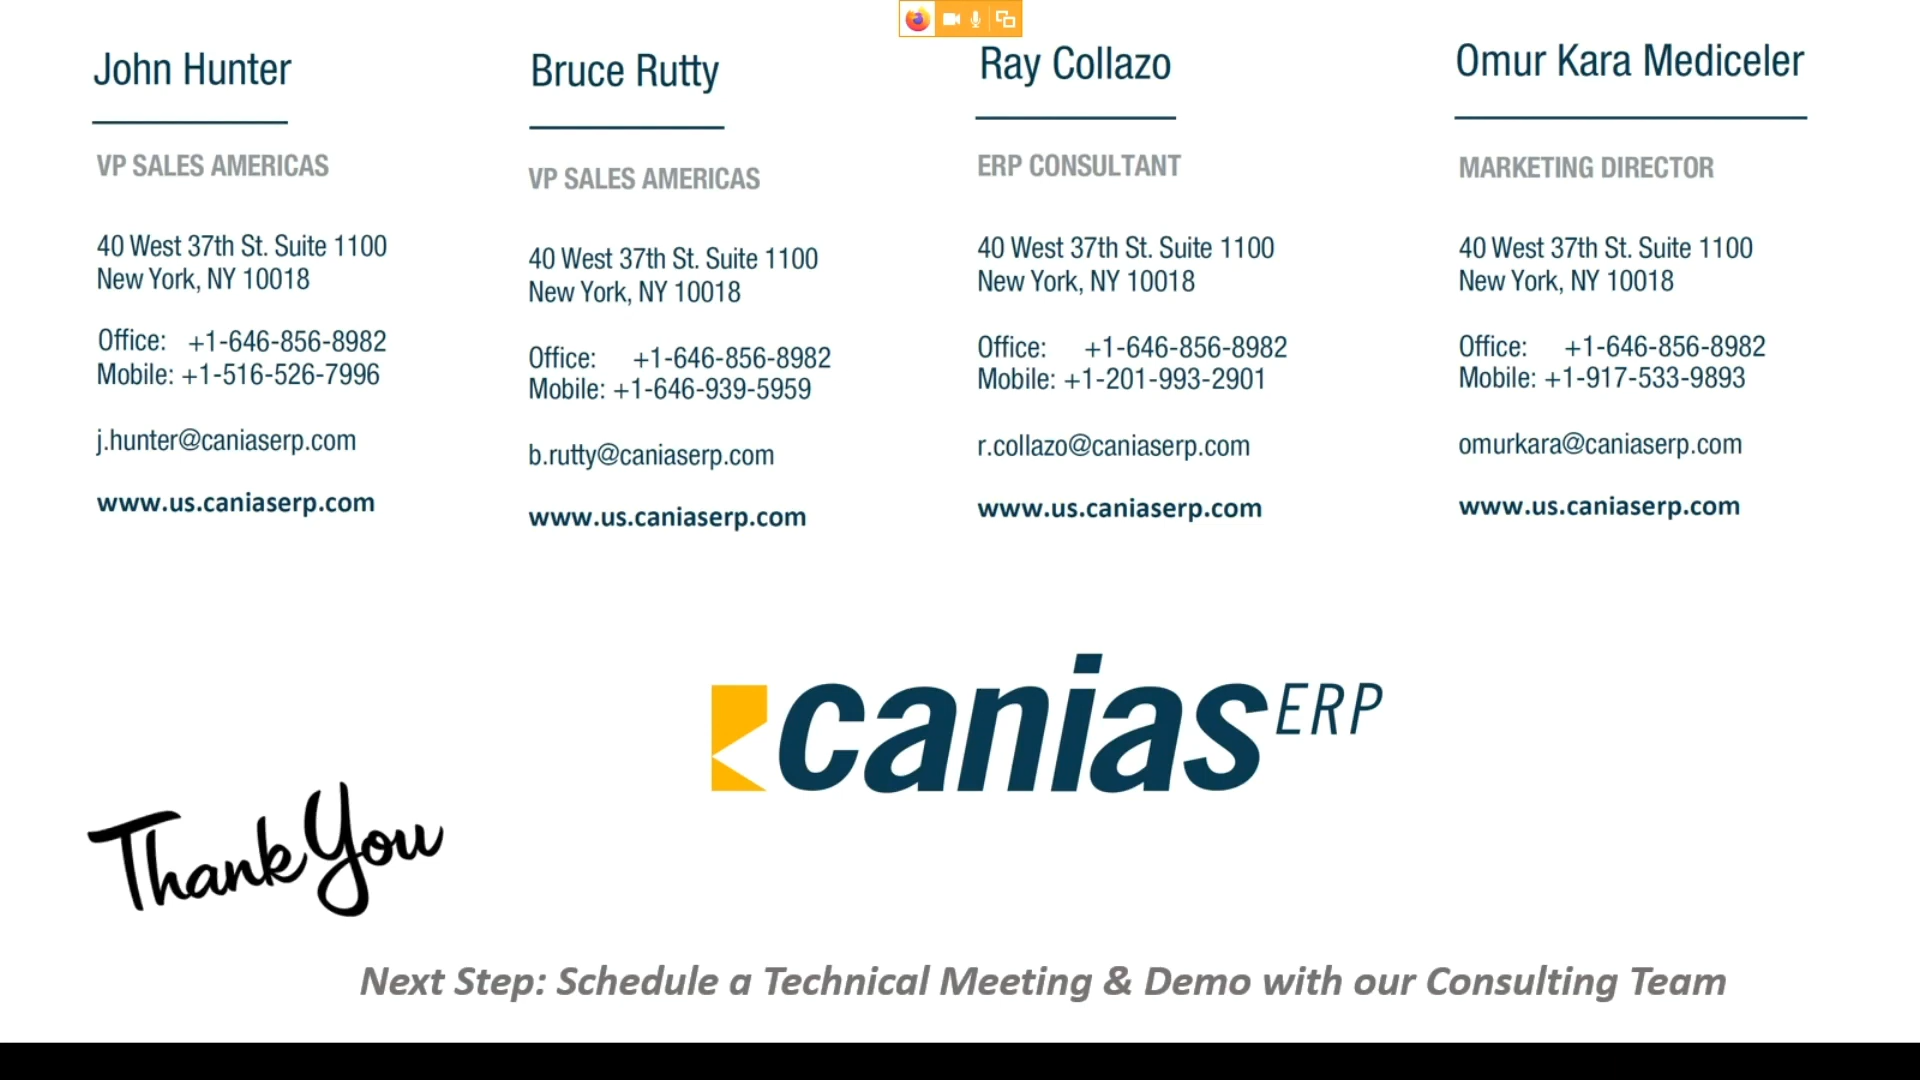 John Hunter
VP SALES AMERICAS
40 West 37th St. Suite 1100
New York, NY 10018
Office: +1-646-856-8982
Mobile: +1-516-526-7996
j.hunter@caniaserp.com
www.us.caniaserp.com
Bruce Rutty
VP SALES AMERICAS
40 West 37th St. Suite 1100
New York, NY 10018
Office: +1-646-856-8982
Mobile: +1-646-939-5959
b.rutty@caniaserp.com
www.us.caniaserp.com
Ray Collazo
ERP CONSULTANT
40 West 37th St. Suite 1100
New York, NY 10018
Office: +1-646-856-8982
Mobile: +1-201-993-2901
r.collazo@caniaserp.com
www.us.caniaserp.com
Omur Kara Mediceler
MARKETING DIRECTOR
40 West 37th St. Suite 1100
New York, NY 10018
Office: +1-646-856-8982
Mobile: +1-917-533-9893
omurkara@caniaserp.com
www.us.caniaserp.com
canias ERP
Thank You
Next Step: Schedule a Technical Meeting & Demo with our Consulting Team